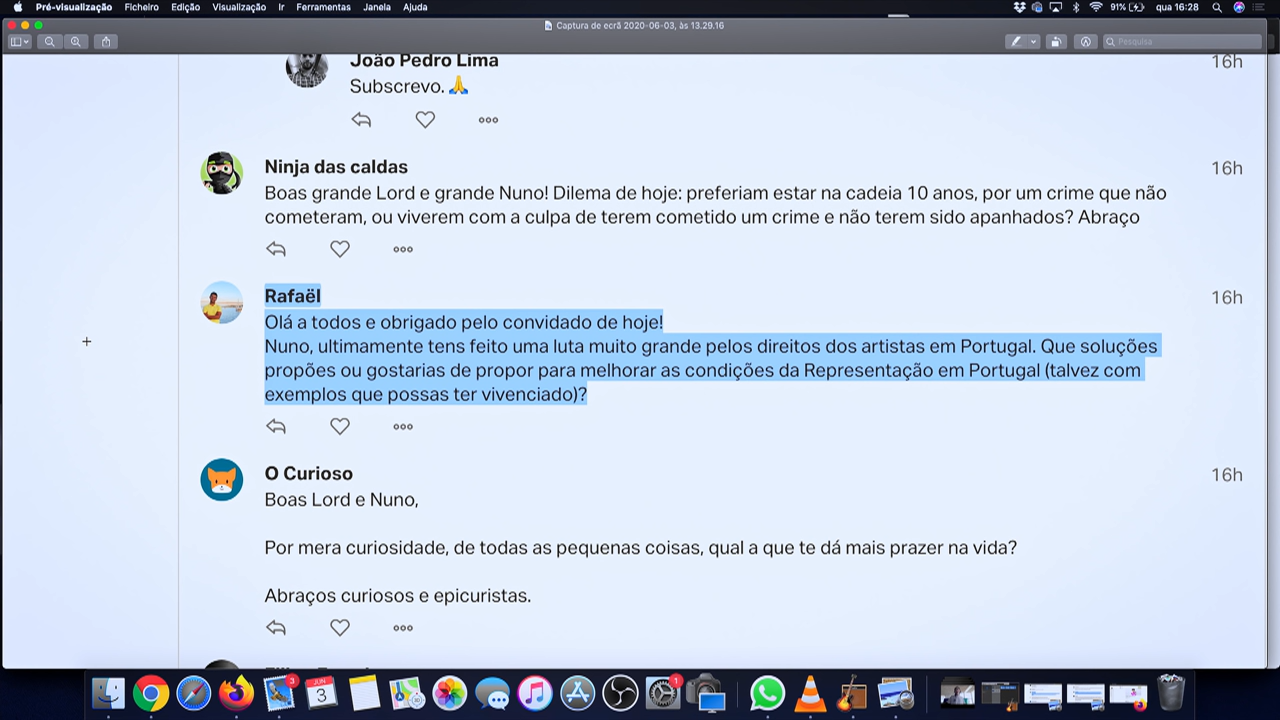 Pré-visualização Ficheiro Edição Visualização Ir Ferramentas Janela Ajuda 91% qua 16:28
Captura de ecrã 2020-06-03, às 13.29.16
Pesquisa
João Pedro Lima 16h
Subscrevo. 🙏
Ninja das caldas 16h
Boas grande Lord e grande Nuno! Dilema de hoje: preferiam estar na cadeia 10 anos, por um crime que não
cometeram, ou viverem com a culpa de terem cometido um crime e não terem sido apanhados? Abraço
Rafaël 16h
Olá a todos e obrigado pelo convidado de hoje!
Nuno, ultimamente tens feito uma luta muito grande pelos direitos dos artistas em Portugal. Que soluções
propões ou gostarias de propor para melhorar as condições da Representação em Portugal (talvez com
exemplos que possas ter vivenciado)?
O Curioso 16h
Boas Lord e Nuno,
Por mera curiosidade, de todas as pequenas coisas, qual a que te dá mais prazer na vida?
Abraços curiosos e epicuristas.
3 JUN 3 1